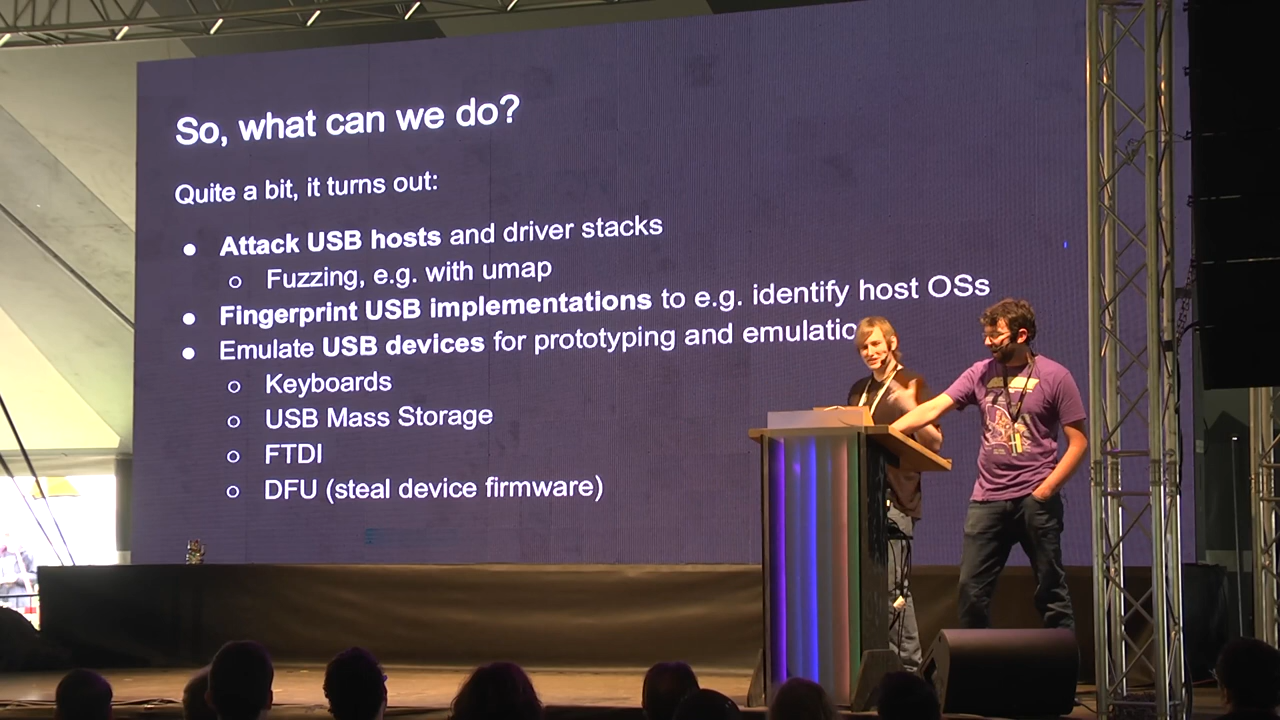 So, what can we do?
Quite a bit, it turns out:
● Attack USB hosts and driver stacks
○ Fuzzing, e.g. with umap
● Fingerprint USB implementations to e.g. identify host OSs
● Emulate USB devices for prototyping and emulatio
○ Keyboards
○ USB Mass Storage
○ FTDI
○ DFU (steal device firmware)